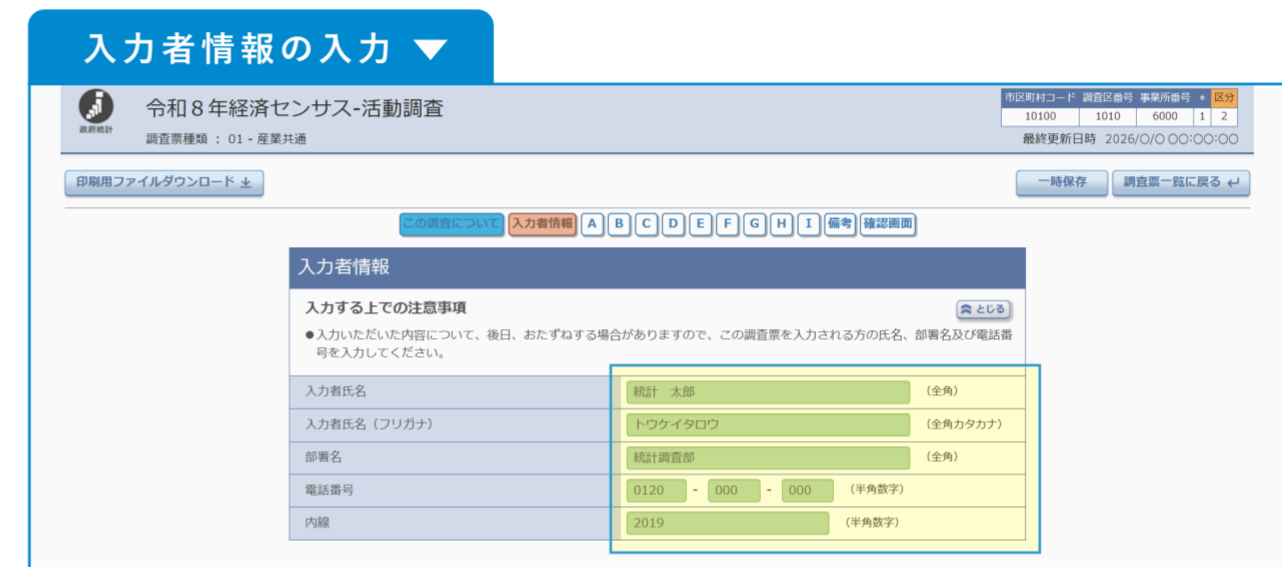 入力者情報の入力 ▼
政府統計
令和８年経済センサス‐活動調査
調査票種類 ： 01 - 産業共通
市区町村コード 調査区番号 事業所番号 * 区分
10100 1010 6000 1 2
最終更新日時 2026/○/○ ○○:○○:○○
印刷用ファイルダウンロード
一時保存
調査票一覧に戻る
この調査について 入力者情報 A B C D E F G H I 備考 確認画面
入力者情報
入力する上での注意事項
とじる
●入力いただいた内容について、後日、おたずねする場合がありますので、この調査票を入力される方の氏名、部署名及び電話番
号を入力してください。
入力者氏名 統計　太郎 （全角）
入力者氏名（フリガナ） トウケイタロウ （全角カタカナ）
部署名 統計調査部 （全角）
電話番号 0120 - 000 - 000 （半角数字）
内線 2019 （半角数字）